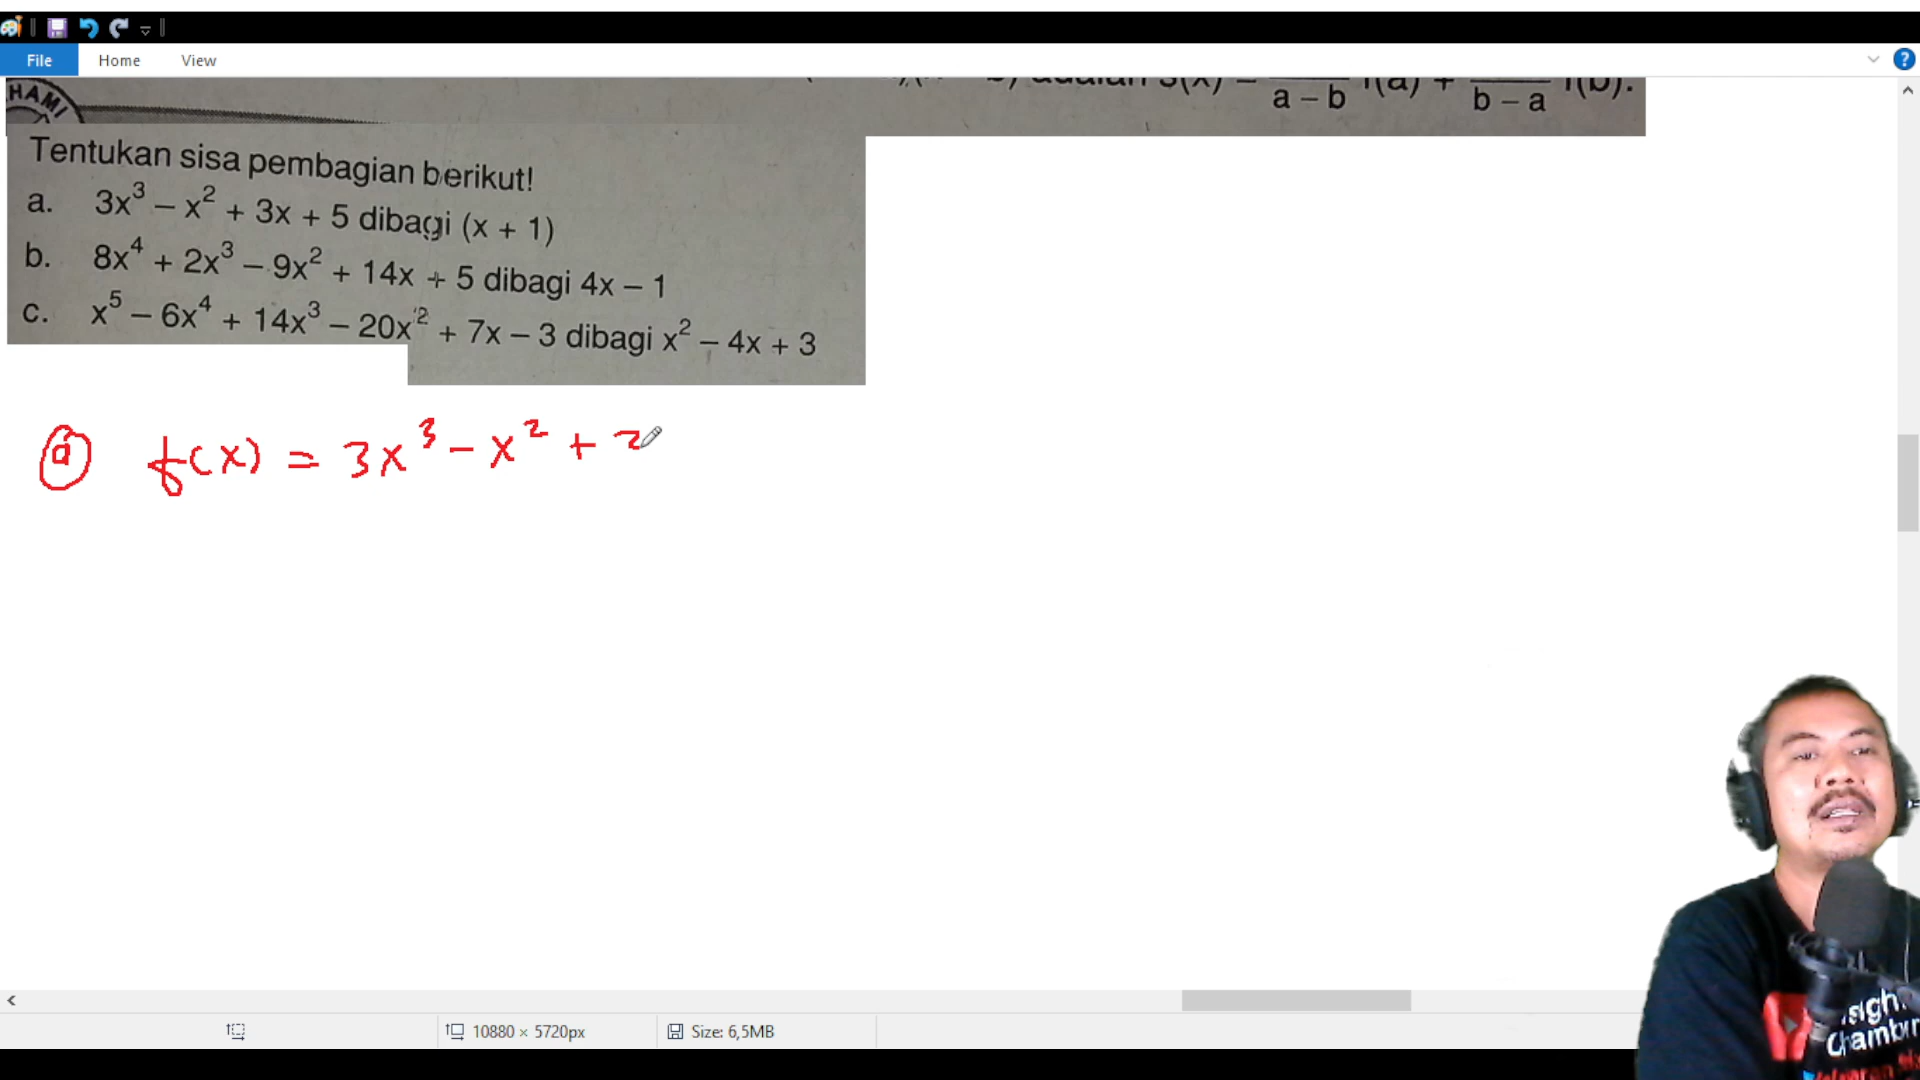 File Home View
HAMI
a – b b – a
Tentukan sisa pembagian berikut!
a. 3x³ – x² + 3x + 5 dibagi (x + 1)
b. 8x⁴ + 2x³ – 9x² + 14x + 5 dibagi 4x – 1
c. x⁵ – 6x⁴ + 14x³ – 20x² + 7x – 3 dibagi x² – 4x + 3
ⓐ f(x) = 3x³ – x² +
10880 × 5720px Size: 6,5MB